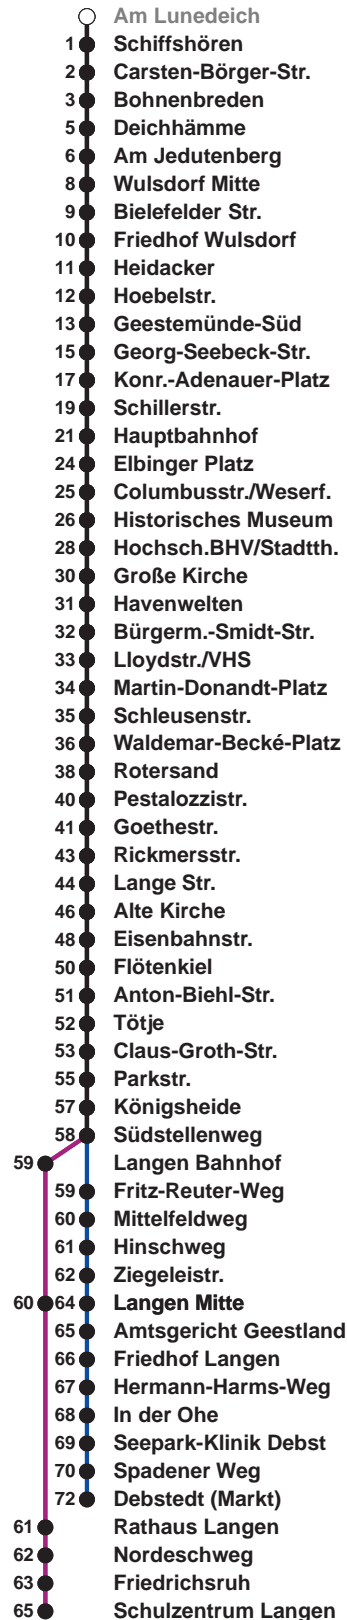 Am Lunedeich
1 Schiffshören
2 Carsten-Börger-Str.
3 Bohnenbreden
5 Deichhämme
6 Am Jedutenberg
8 Wulsdorf Mitte
9 Bielefelder Str.
10 Friedhof Wulsdorf
11 Heidacker
12 Hoebelstr.
13 Geestemünde-Süd
15 Georg-Seebeck-Str.
17 Konr.-Adenauer-Platz
19 Schillerstr.
21 Hauptbahnhof
24 Elbinger Platz
25 Columbusstr./Weserf.
26 Historisches Museum
28 Hochsch.BHV/Stadtth.
30 Große Kirche
31 Havenwelten
32 Bürgerm.-Smidt-Str.
33 Lloydstr./VHS
34 Martin-Donandt-Platz
35 Schleusenstr.
36 Waldemar-Becké-Platz
38 Rotersand
40 Pestalozzistr.
41 Goethestr.
43 Rickmersstr.
44 Lange Str.
46 Alte Kirche
48 Eisenbahnstr.
50 Flötenkiel
51 Anton-Biehl-Str.
52 Tötje
53 Claus-Groth-Str.
55 Parkstr.
57 Königsheide
58 Südstellenweg
59 Langen Bahnhof
59 Fritz-Reuter-Weg
60 Mittelfeldweg
61 Hinschweg
62 Ziegeleistr.
60 64 Langen Mitte
65 Amtsgericht Geestland
66 Friedhof Langen
67 Hermann-Harms-Weg
68 In der Ohe
69 Seepark-Klinik Debst
70 Spadener Weg
72 Debstedt (Markt)
61 Rathaus Langen
62 Nordeschweg
63 Friedrichsruh
65 Schulzentrum Langen